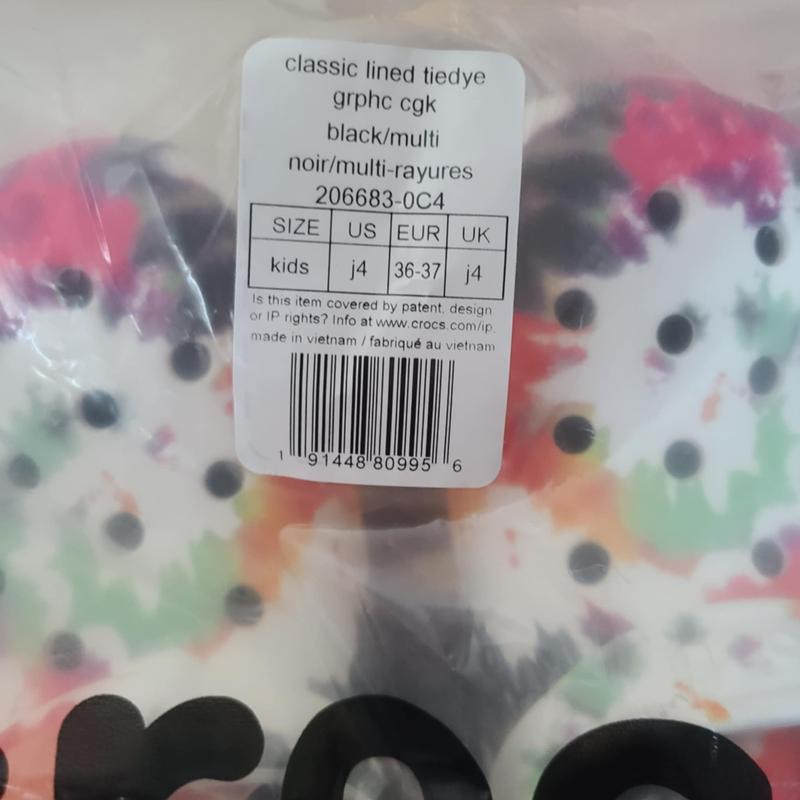 classic lined tiedye
grphc cgk
black/multi
noir/multi-rayures
206683-0C4
SIZE US EUR UK
kids j4 36-37 j4
Is this item covered by patent, design
or IP rights? Info at www.crocs.com/ip.
made in vietnam / fabriqué au vietnam
1 91448 80995 6